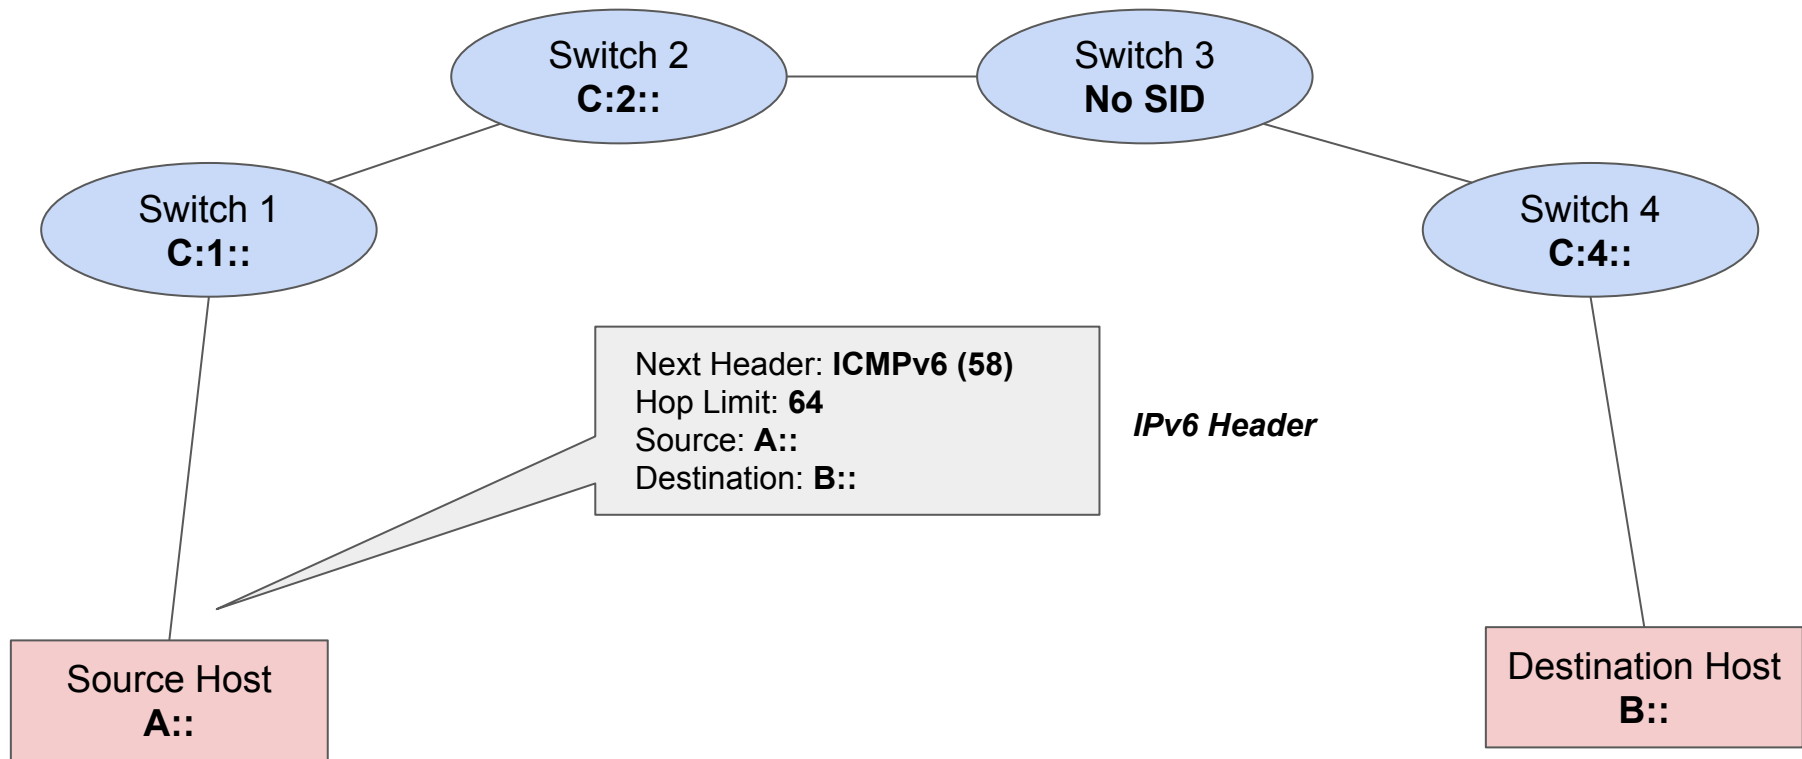 Switch 2
C:2::
Switch 3
No SID
Switch 1
C:1::
Switch 4
C:4::
Next Header: ICMPv6 (58)
Hop Limit: 64
Source: A::
Destination: B::
IPv6 Header
Source Host
A::
Destination Host
B::